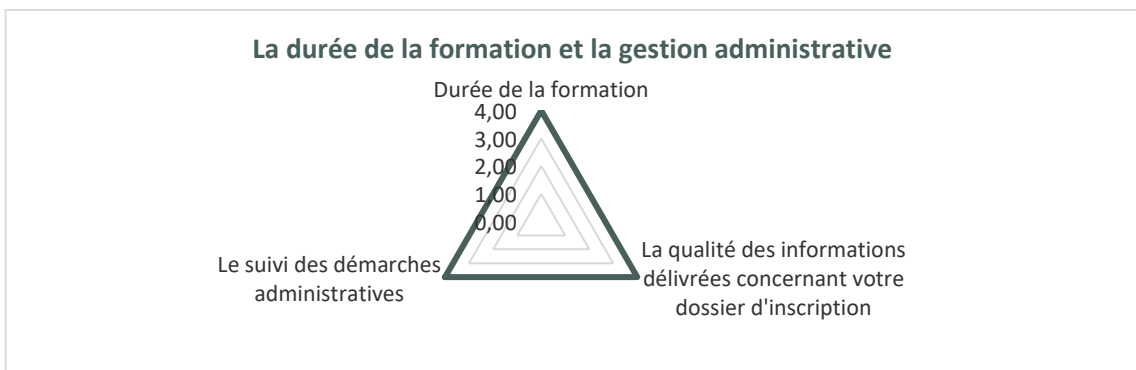 La durée de la formation et la gestion administrative
Durée de la formation
4,00
3,00
2,00
1,00
0,00
La qualité des informations
délivrées concernant votre
dossier d'inscription
Le suivi des démarches
administratives